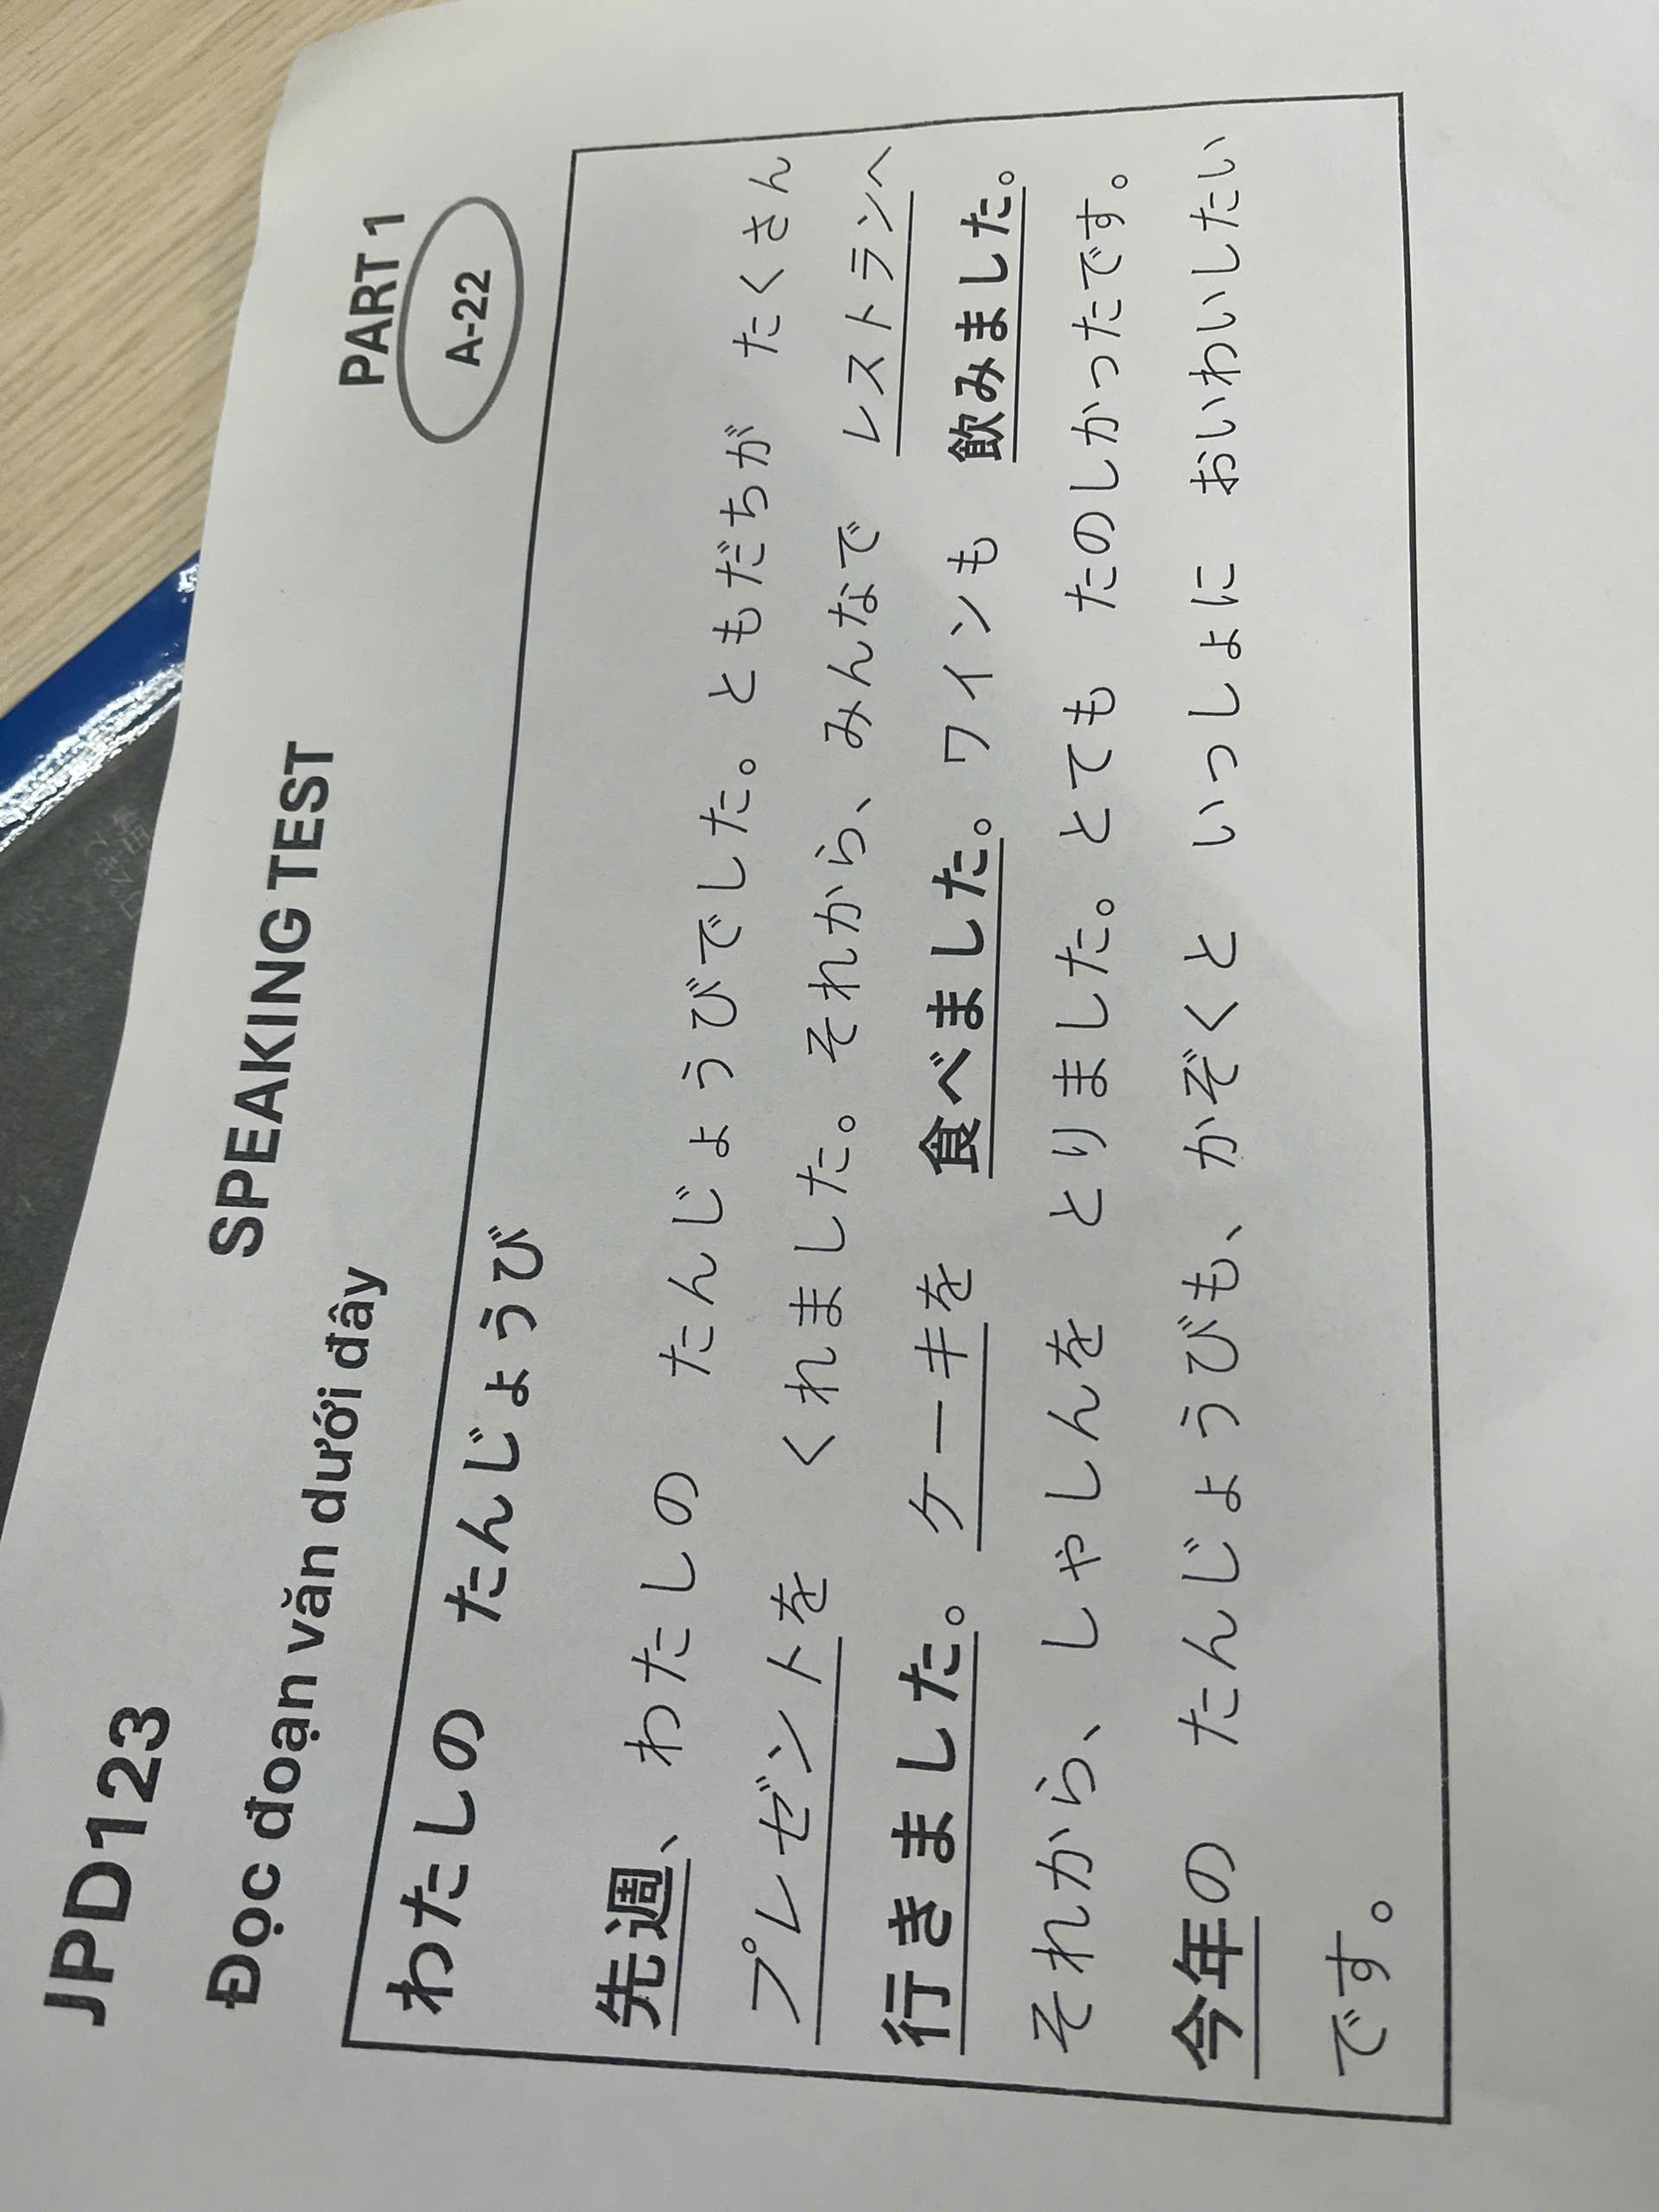 JPD123
SPEAKING TEST
PART 1
Đọc đoạn văn dưới đây
A-22
わたしの　たんじょうび
先週、わたしの　たんじょうびでした。ともだちが　たくさん
プレゼントを　くれました。それから、みんなで　レストランへ
行きました。ケーキを　食べました。ワインも　飲みました。
それから、しゃしんを　とりました。とても　たのしかったです。
今年の　たんじょうびも、かぞくと　いっしょに　おいわいしたい
です。